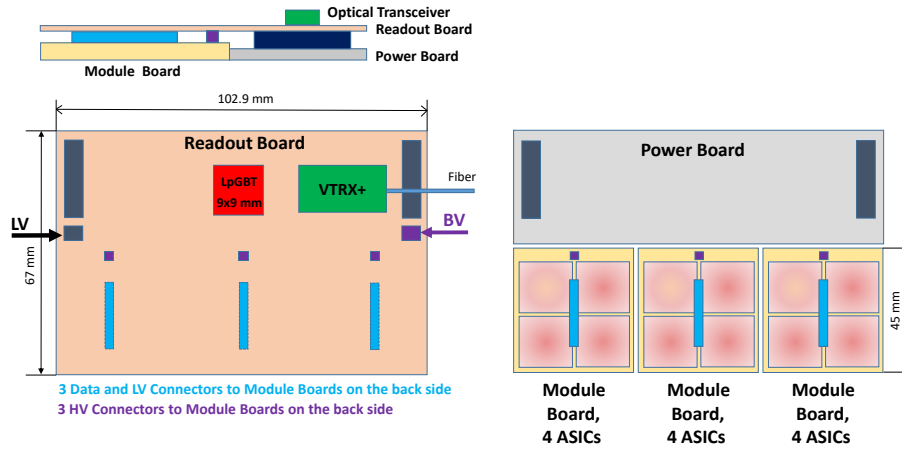 Optical Transceiver
Readout Board
Power Board
Module Board
102.9 mm
Readout Board
LpGBT
9x9 mm
VTRX+
Fiber
LV
BV
67 mm
3 Data and LV Connectors to Module Boards on the back side
3 HV Connectors to Module Boards on the back side
Power Board
45 mm
Module
Board,
4 ASICs
Module
Board,
4 ASICs
Module
Board,
4 ASICs